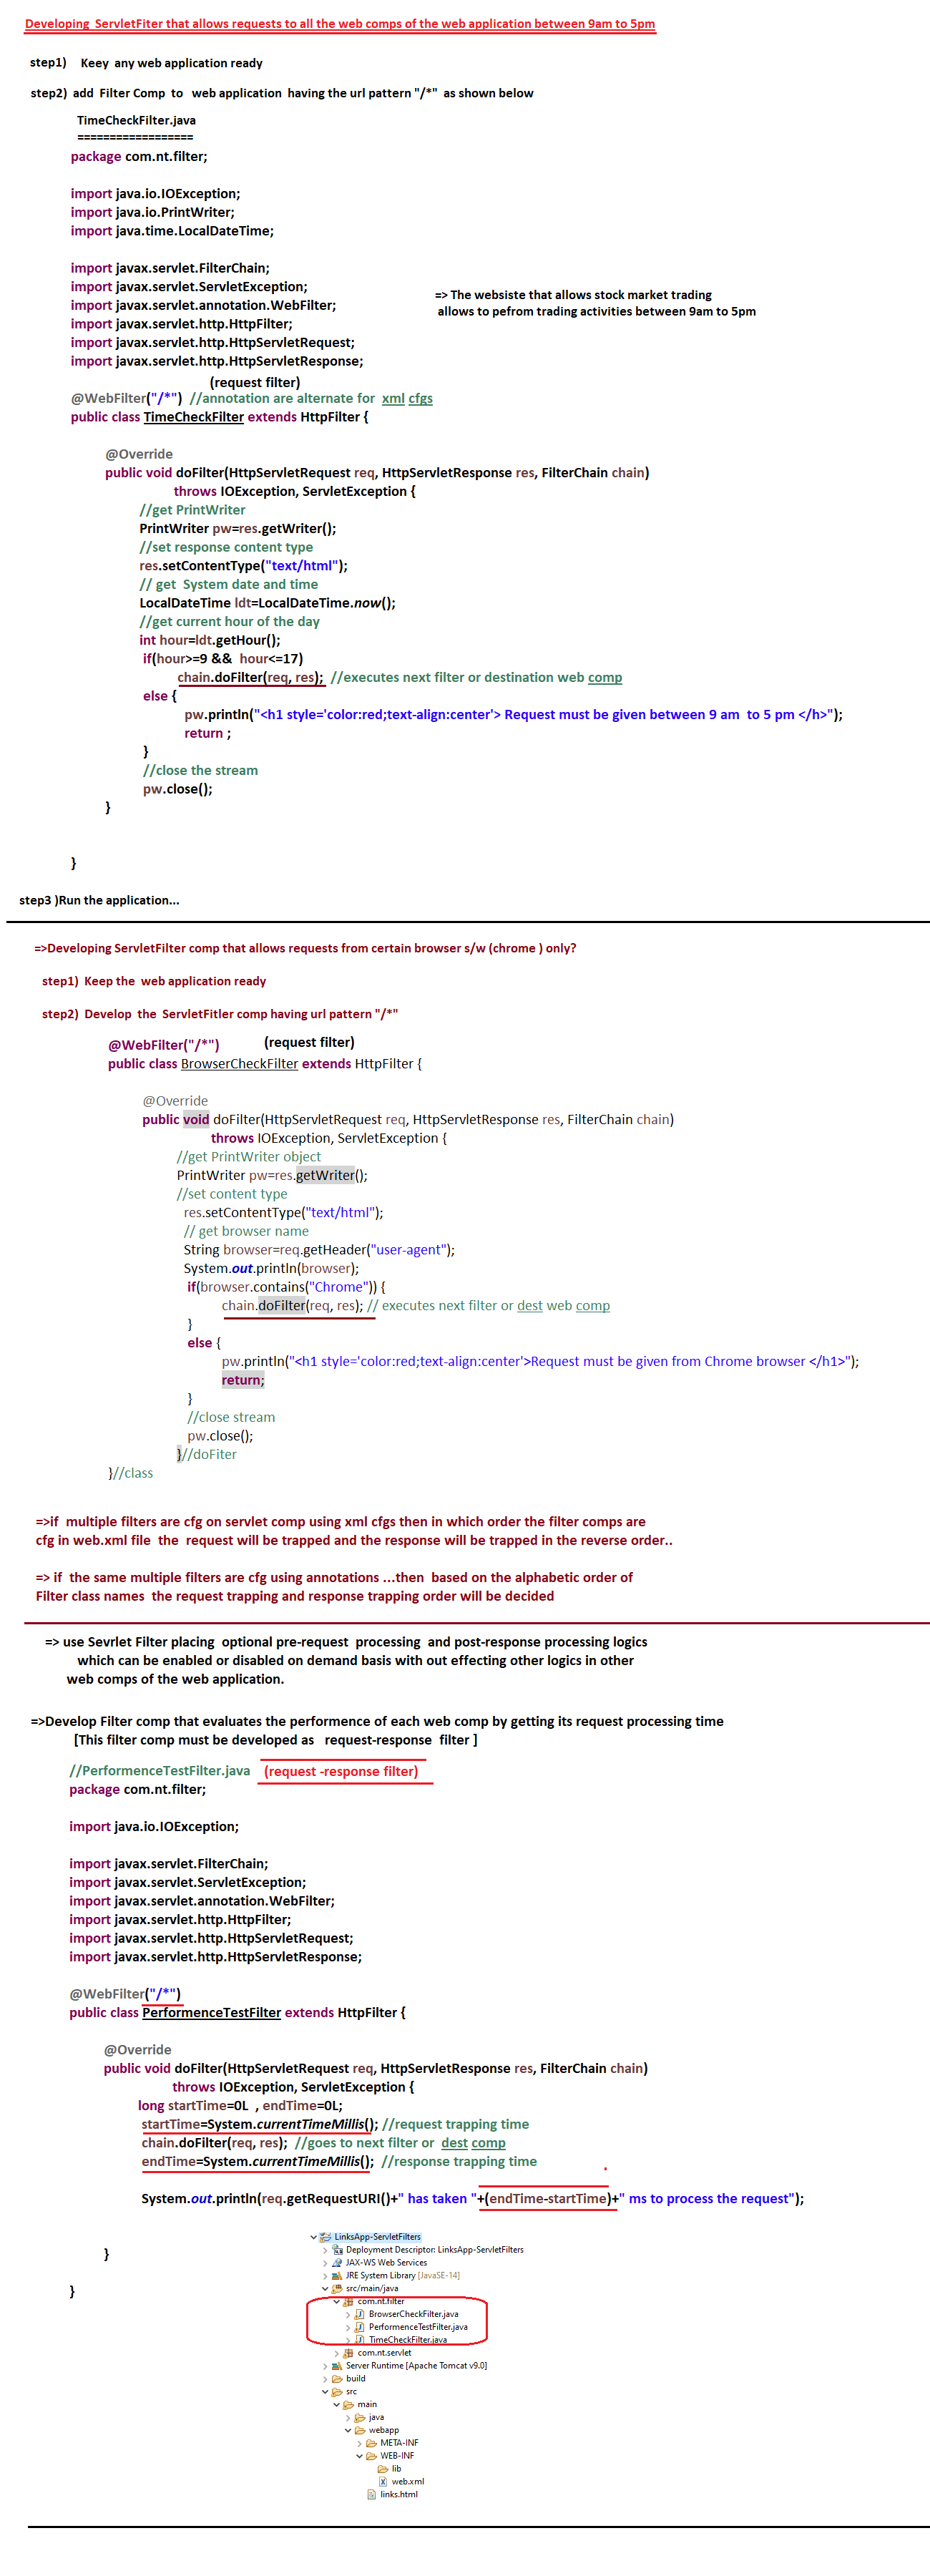 Developing  ServletFiter that allows requests to all the web comps of the web application between 9am to 5pm
step1)    Keey  any web application ready
step2)  add  Filter Comp  to   web application  having the url pattern "/*"  as shown below
TimeCheckFilter.java
==================
package com.nt.filter;
import java.io.IOException;
import java.io.PrintWriter;
import java.time.LocalDateTime;
import javax.servlet.FilterChain;
import javax.servlet.ServletException;
import javax.servlet.annotation.WebFilter;
import javax.servlet.http.HttpFilter;
import javax.servlet.http.HttpServletRequest;
import javax.servlet.http.HttpServletResponse;
=> The websiste that allows stock market trading
allows to pefrom trading activities between 9am to 5pm
(request filter)
@WebFilter("/*")  //annotation are alternate for  xml cfgs
public class TimeCheckFilter extends HttpFilter {
@Override
public void doFilter(HttpServletRequest req, HttpServletResponse res, FilterChain chain)
throws IOException, ServletException {
//get PrintWriter
PrintWriter pw=res.getWriter();
//set response content type
res.setContentType("text/html");
// get  System date and time
LocalDateTime ldt=LocalDateTime.now();
//get current hour of the day
int hour=ldt.getHour();
if(hour>=9 &&  hour<=17)
chain.doFilter(req, res);  //executes next filter or destination web comp
else {
pw.println("<h1 style='color:red;text-align:center'> Request must be given between 9 am  to 5 pm </h>");
return ;
}
//close the stream
pw.close();
}
}
step3 )Run the application...
=>Developing ServletFilter comp that allows requests from certain browser s/w (chrome ) only?
step1)  Keep the  web application ready
step2)  Develop  the  ServletFitler comp having url pattern "/*"
@WebFilter("/*")          (request filter)
public class BrowserCheckFilter extends HttpFilter {
@Override
public void doFilter(HttpServletRequest req, HttpServletResponse res, FilterChain chain)
throws IOException, ServletException {
//get PrintWriter object
PrintWriter pw=res.getWriter();
//set content type
res.setContentType("text/html");
// get browser name
String browser=req.getHeader("user-agent");
System.out.println(browser);
if(browser.contains("Chrome")) {
chain.doFilter(req, res); // executes next filter or dest web comp
}
else {
pw.println("<h1 style='color:red;text-align:center'>Request must be given from Chrome browser </h1>");
return;
}
//close stream
pw.close();
}//doFiter
}//class
=>if  multiple filters are cfg on servlet comp using xml cfgs then in which order the filter comps are
cfg in web.xml file  the  request will be trapped and the response will be trapped in the reverse order..
=> if  the same multiple filters are cfg using annotations ...then  based on the alphabetic order of
Filter class names  the request trapping and response trapping order will be decided
=> use Sevrlet Filter placing  optional pre-request  processing  and post-response processing logics
which can be enabled or disabled on demand basis with out effecting other logics in other
web comps of the web application.
=>Develop Filter comp that evaluates the performence of each web comp by getting its request processing time
[This filter comp must be developed as   request-response  filter ]
//PerformenceTestFilter.java    (request -response filter)
package com.nt.filter;
import java.io.IOException;
import javax.servlet.FilterChain;
import javax.servlet.ServletException;
import javax.servlet.annotation.WebFilter;
import javax.servlet.http.HttpFilter;
import javax.servlet.http.HttpServletRequest;
import javax.servlet.http.HttpServletResponse;
@WebFilter("/*")
public class PerformenceTestFilter extends HttpFilter {
@Override
public void doFilter(HttpServletRequest req, HttpServletResponse res, FilterChain chain)
throws IOException, ServletException {
long startTime=0L  , endTime=0L;
startTime=System.currentTimeMillis(); //request trapping time
chain.doFilter(req, res);  //goes to next filter or  dest comp
endTime=System.currentTimeMillis();  //response trapping time
System.out.println(req.getRequestURI()+" has taken "+(endTime-startTime)+" ms to process the request");
}
}
LinksApp-ServletFilters
Deployment Descriptor: LinksApp-ServletFilters
JAX-WS Web Services
JRE System Library [JavaSE-14]
src/main/java
com.nt.filter
BrowserCheckFilter.java
PerformenceTestFilter.java
TimeCheckFilter.java
com.nt.servlet
Server Runtime [Apache Tomcat v9.0]
build
src
main
java
webapp
META-INF
WEB-INF
lib
web.xml
links.html